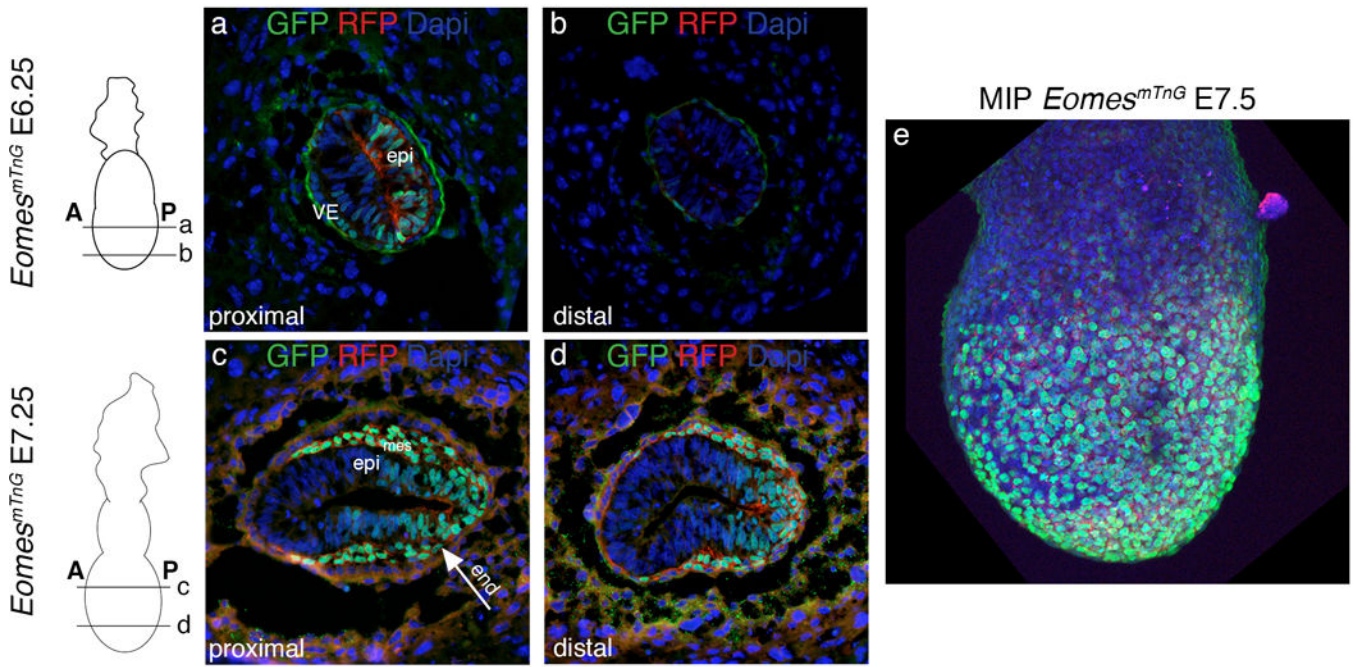 Eomes^mTnG E6.25
A
P
a
b
a
GFP RFP Dapi
epi
VE
proximal
b
GFP RFP Dapi
distal
Eomes^mTnG E7.25
A
P
c
d
c
GFP RFP Dapi
mes
epi
end
proximal
d
GFP RFP Dapi
distal
MIP Eomes^mTnG E7.5
e